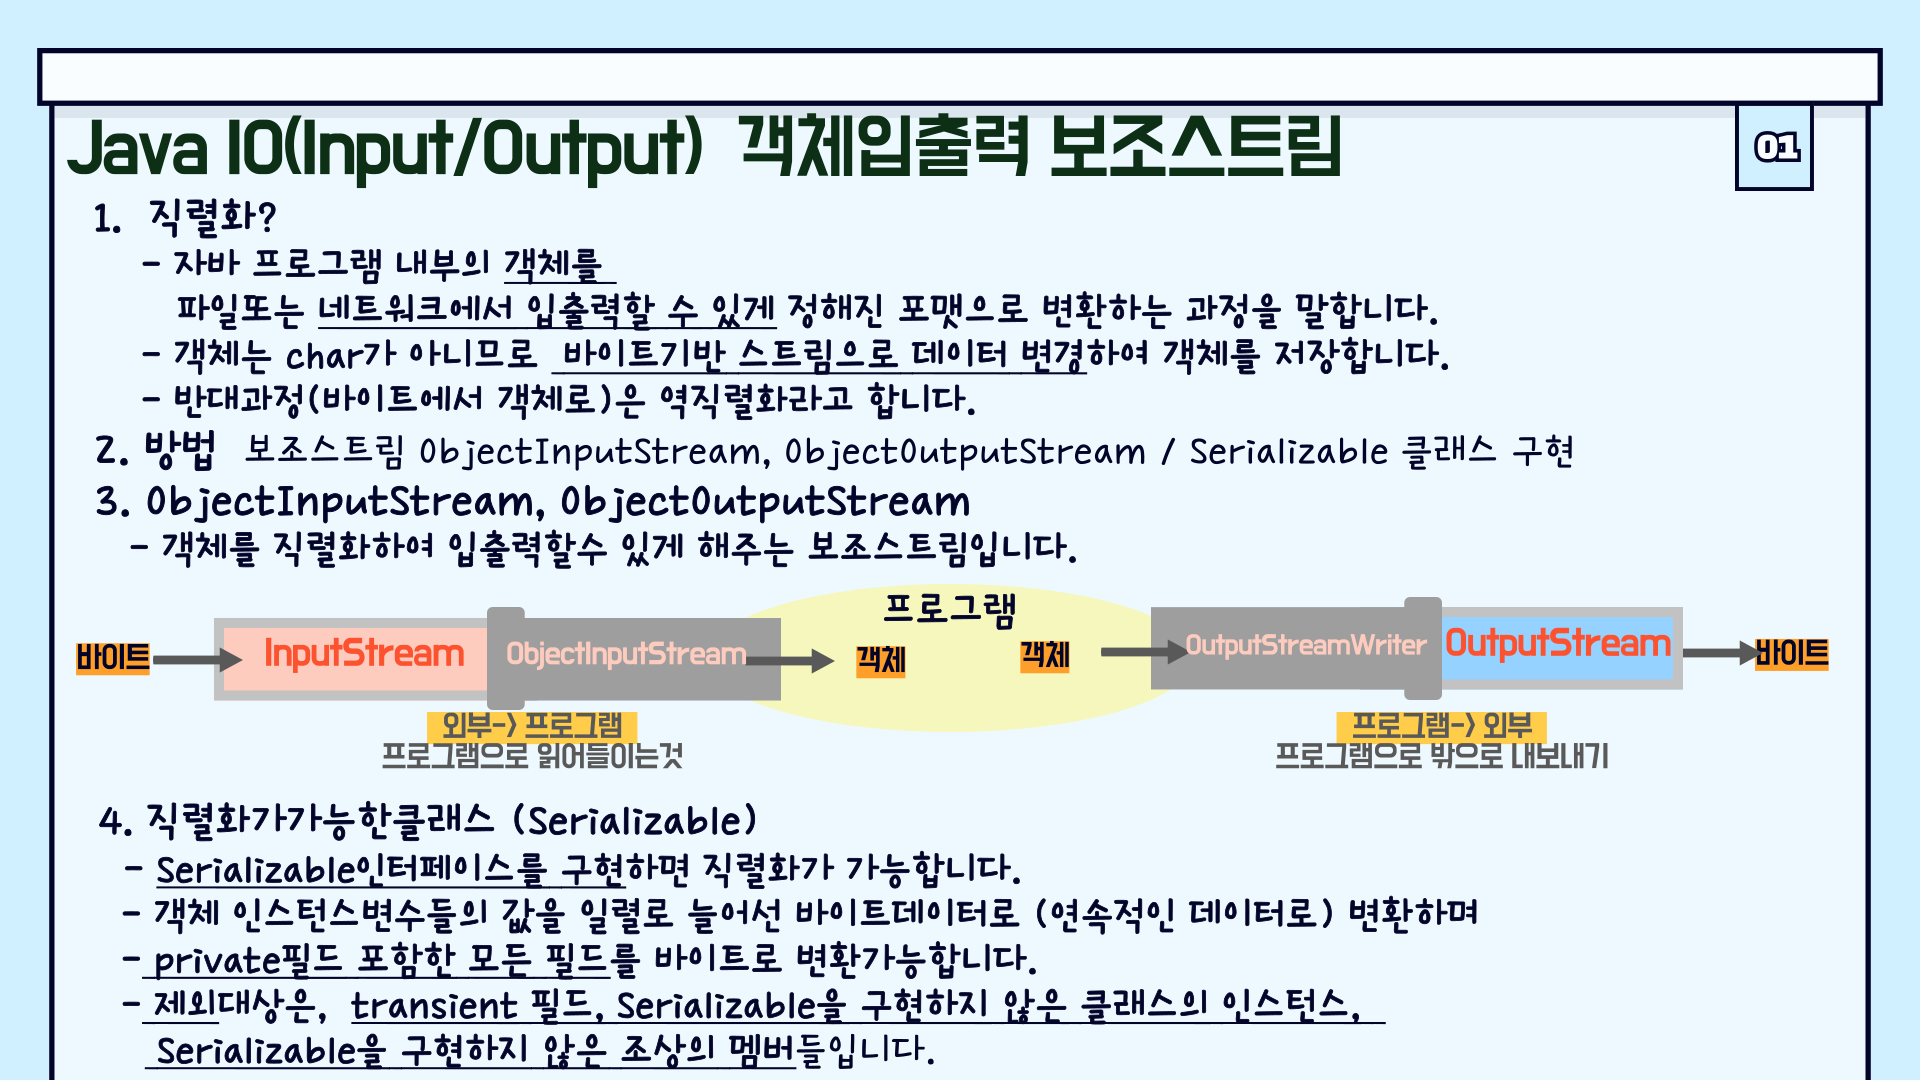 Java IO(Input/Output) 객체입출력 보조스트림
01
1. 직렬화?
- 자바 프로그램 내부의 객체를
파일또는 네트워크에서 입출력할 수 있게 정해진 포맷으로 변환하는 과정을 말합니다.
- 객체는 char가 아니므로 바이트기반 스트림으로 데이터 변경하여 객체를 저장합니다.
- 반대과정(바이트에서 객체로)은 역직렬화라고 합니다.
2. 방법 보조스트림 ObjectInputStream, ObjectOutputStream / Serializable 클래스 구현
3. ObjectInputStream, ObjectOutputStream
- 객체를 직렬화하여 입출력할수 있게 해주는 보조스트림입니다.
프로그램
바이트 InputStream ObjectInputStream 객체 객체 OutputStreamWriter OutputStream 바이트
외부-> 프로그램
프로그램으로 읽어들이는것
프로그램-> 외부
프로그램으로 밖으로 내보내기
4. 직렬화가가능한클래스 (Serializable)
- Serializable인터페이스를 구현하면 직렬화가 가능합니다.
- 객체 인스턴스변수들의 값을 일렬로 늘어선 바이트데이터로 (연속적인 데이터로) 변환하며
- private필드 포함한 모든 필드를 바이트로 변환가능합니다.
- 제외대상은, transient 필드, Serializable을 구현하지 않은 클래스의 인스턴스,
Serializable을 구현하지 않은 조상의 멤버들입니다.